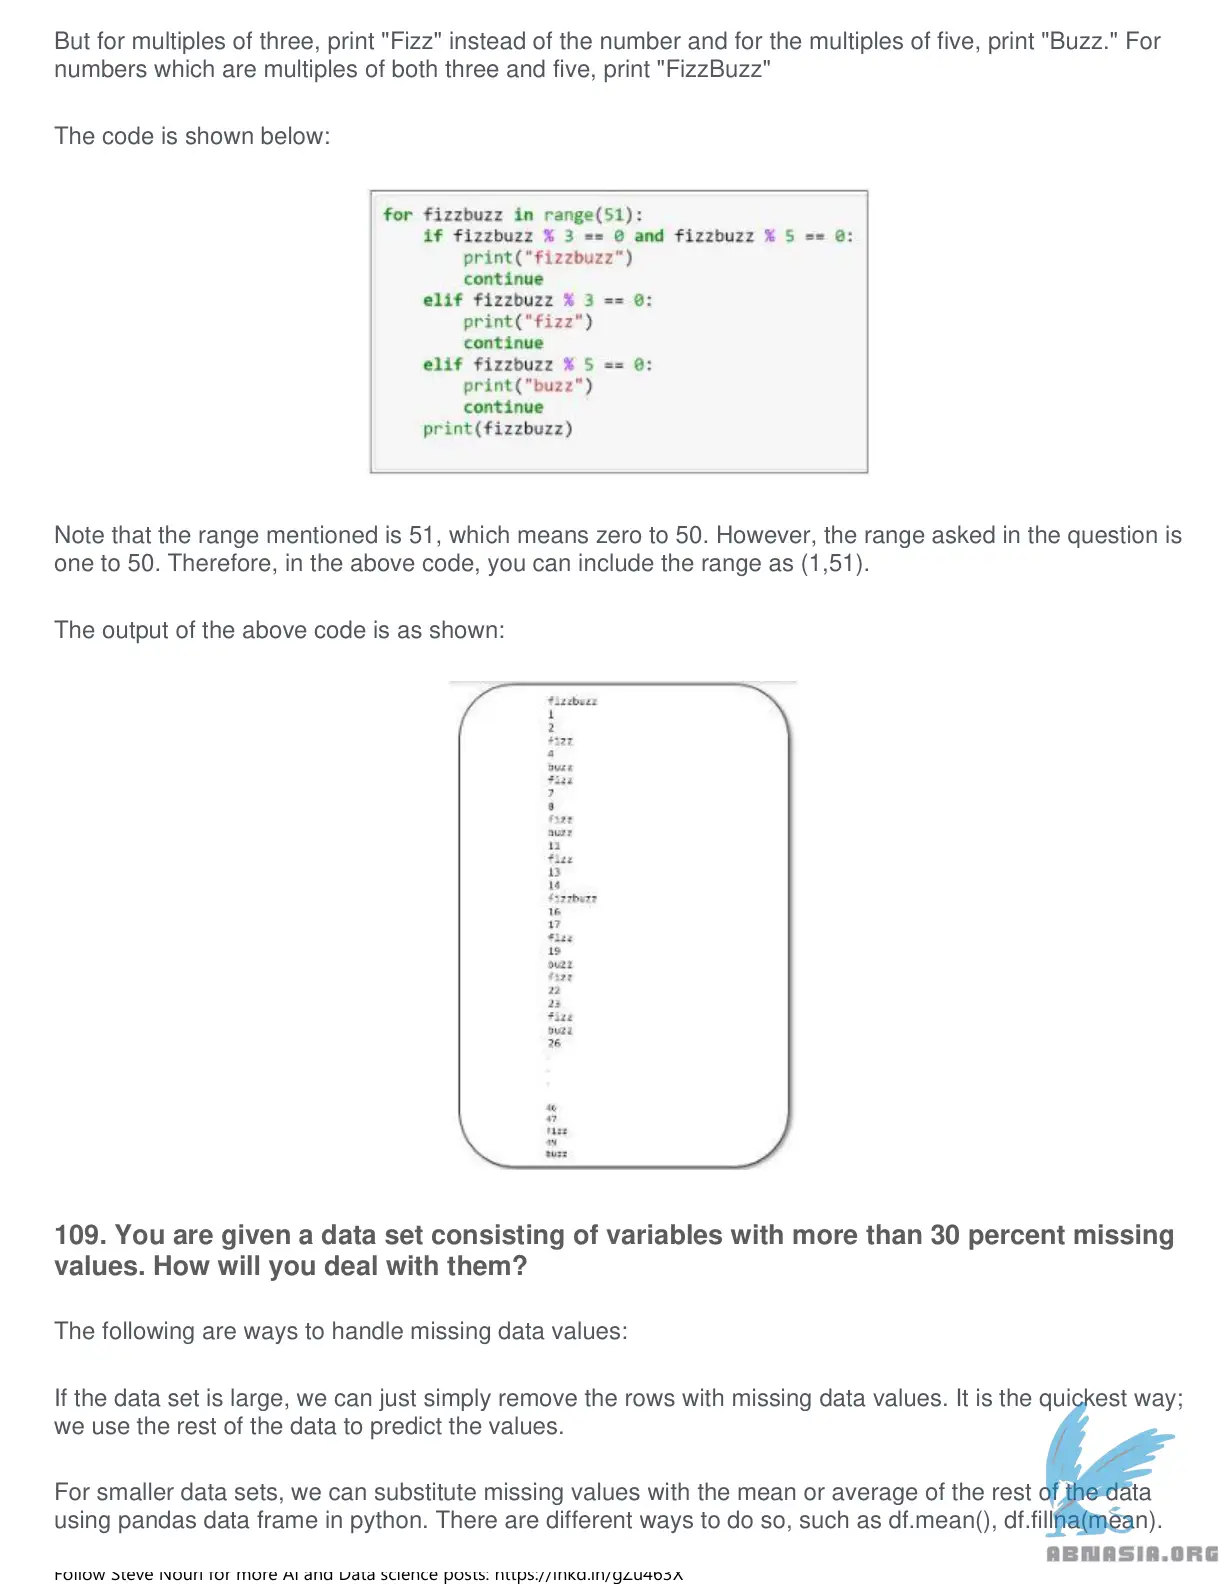 But for multiples of three, print "Fizz" instead of the number and for the multiples of five, print "Buzz." For
numbers which are multiples of both three and five, print "FizzBuzz"
The code is shown below:
for fizzbuzz in range(51):
    if fizzbuzz % 3 == 0 and fizzbuzz % 5 == 0:
        print("fizzbuzz")
        continue
    elif fizzbuzz % 3 == 0:
        print("fizz")
        continue
    elif fizzbuzz % 5 == 0:
        print("buzz")
        continue
    print(fizzbuzz)
Note that the range mentioned is 51, which means zero to 50. However, the range asked in the question is
one to 50. Therefore, in the above code, you can include the range as (1,51).
The output of the above code is as shown:
fizzbuzz
1
2
fizz
4
buzz
fizz
7
8
fizz
buzz
11
fizz
13
14
fizzbuzz
16
17
fizz
19
buzz
fizz
22
23
fizz
buzz
26
.
.
.
46
47
fizz
49
buzz
109. You are given a data set consisting of variables with more than 30 percent missing
values. How will you deal with them?
The following are ways to handle missing data values:
If the data set is large, we can just simply remove the rows with missing data values. It is the quickest way;
we use the rest of the data to predict the values.
For smaller data sets, we can substitute missing values with the mean or average of the rest of the data
using pandas data frame in python. There are different ways to do so, such as df.mean(), df.fillna(mean).
ABNASIA.ORG
Follow Steve Nouri for more AI and Data science posts: https://lnkd.in/gZu463X